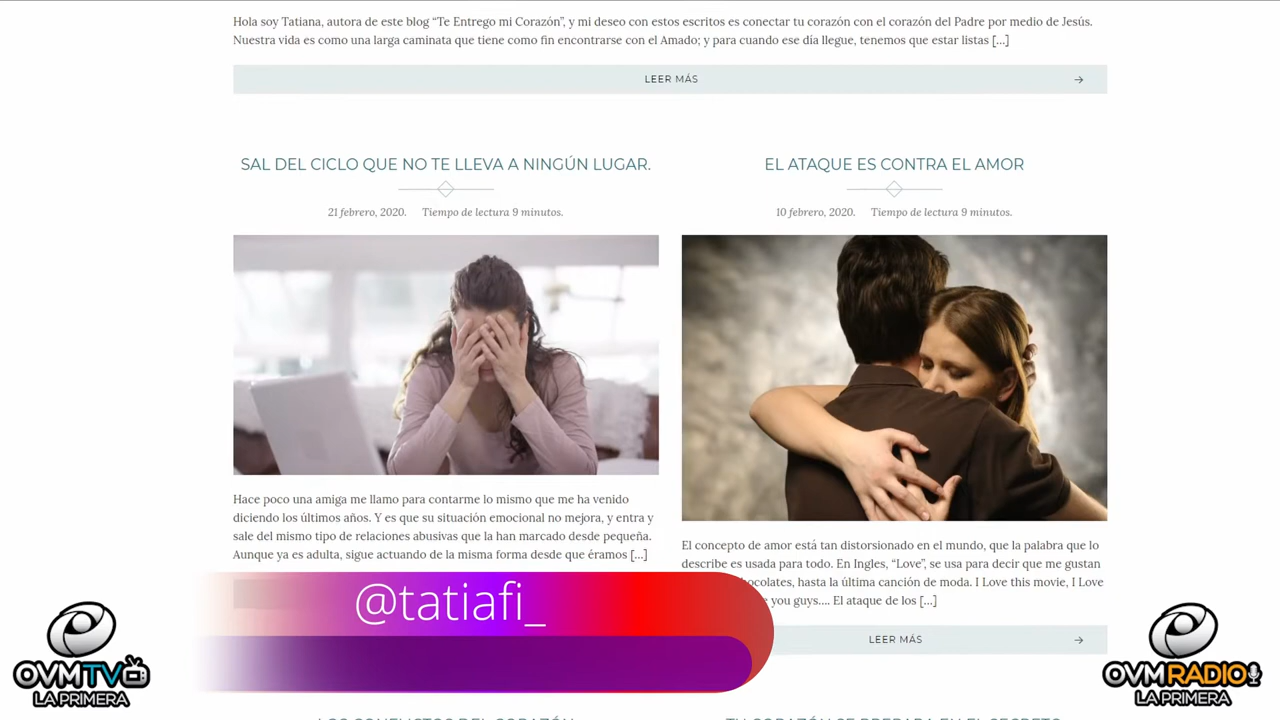 Hola soy Tatiana, autora de este blog “Te Entrego mi Corazón”, y mi deseo con estos escritos es conectar tu corazón con el corazón del Padre por medio de Jesús.
Nuestra vida es como una larga caminata que tiene como fin encontrarse con el Amado; y para cuando ese día llegue, tenemos que estar listas [...]
LEER MÁS
SAL DEL CICLO QUE NO TE LLEVA A NINGÚN LUGAR.
21 febrero, 2020. Tiempo de lectura 9 minutos.
Hace poco una amiga me llamo para contarme lo mismo que me ha venido
diciendo los últimos años. Y es que su situación emocional no mejora, y entra y
sale del mismo tipo de relaciones abusivas que la han marcado desde pequeña.
Aunque ya es adulta, sigue actuando de la misma forma desde que éramos [...]
EL ATAQUE ES CONTRA EL AMOR
10 febrero, 2020. Tiempo de lectura 9 minutos.
El concepto de amor está tan distorsionado en el mundo, que la palabra que lo
describe es usada para todo. En Ingles, “Love”, se usa para decir que me gustan
hocolates, hasta la última canción de moda. I Love this movie, I Love
you guys.... El ataque de los [...]
LEER MÁS
@tatiafi_
OVMTV
LA PRIMERA
OVMRADIO
LA PRIMERA